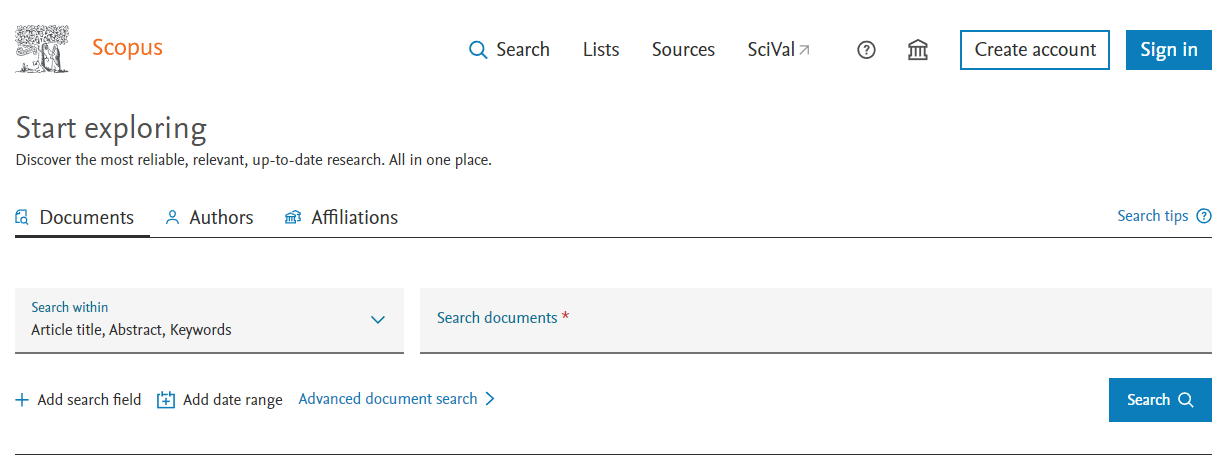 Scopus
Search Lists Sources SciVal Create account Sign in
Start exploring
Discover the most reliable, relevant, up-to-date research. All in one place.
Documents Authors Affiliations Search tips
Search within
Article title, Abstract, Keywords
Search documents *
Add search field Add date range Advanced document search Search